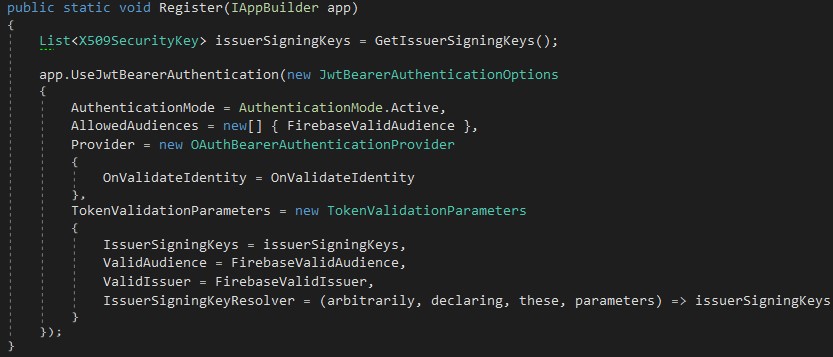 public static void Register(IAppBuilder app)
{
List<X509SecurityKey> issuerSigningKeys = GetIssuerSigningKeys();
app.UseJwtBearerAuthentication(new JwtBearerAuthenticationOptions
{
AuthenticationMode = AuthenticationMode.Active,
AllowedAudiences = new[] { FirebaseValidAudience },
Provider = new OAuthBearerAuthenticationProvider
{
OnValidateIdentity = OnValidateIdentity
},
TokenValidationParameters = new TokenValidationParameters
{
IssuerSigningKeys = issuerSigningKeys,
ValidAudience = FirebaseValidAudience,
ValidIssuer = FirebaseValidIssuer,
IssuerSigningKeyResolver = (arbitrarily, declaring, these, parameters) => issuerSigningKeys
}
});
}